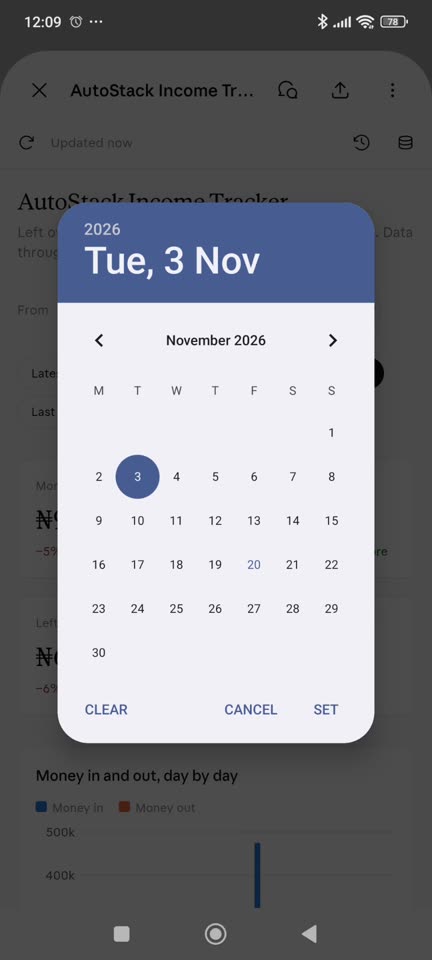 12:09
78
AutoStack Income Tr...
Updated now
AutoStack Income Tracker
Left o
. Data
throug
2026
Tue, 3 Nov
From
November 2026
Late
Last
M T W T F S S
1
2 3 4 5 6 7 8
9 10 11 12 13 14 15
16 17 18 19 20 21 22
23 24 25 26 27 28 29
30
Mon
₦
−5%
re
Left
₦
−6%
CLEAR CANCEL SET
Money in and out, day by day
Money in Money out
500k
400k